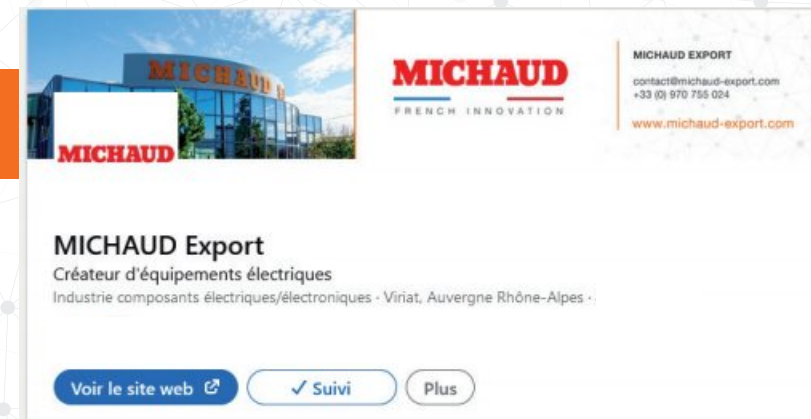 MICHAUD
MICHAUD
MICHAUD
FRENCH INNOVATION
MICHAUD EXPORT
contact@michaud-export.com
+33 (0) 970 755 024
www.michaud-export.com
MICHAUD Export
Créateur d'équipements électriques
Industrie composants électriques/électroniques · Viriat, Auvergne Rhône-Alpes ·
Voir le site web
✓ Suivi
Plus